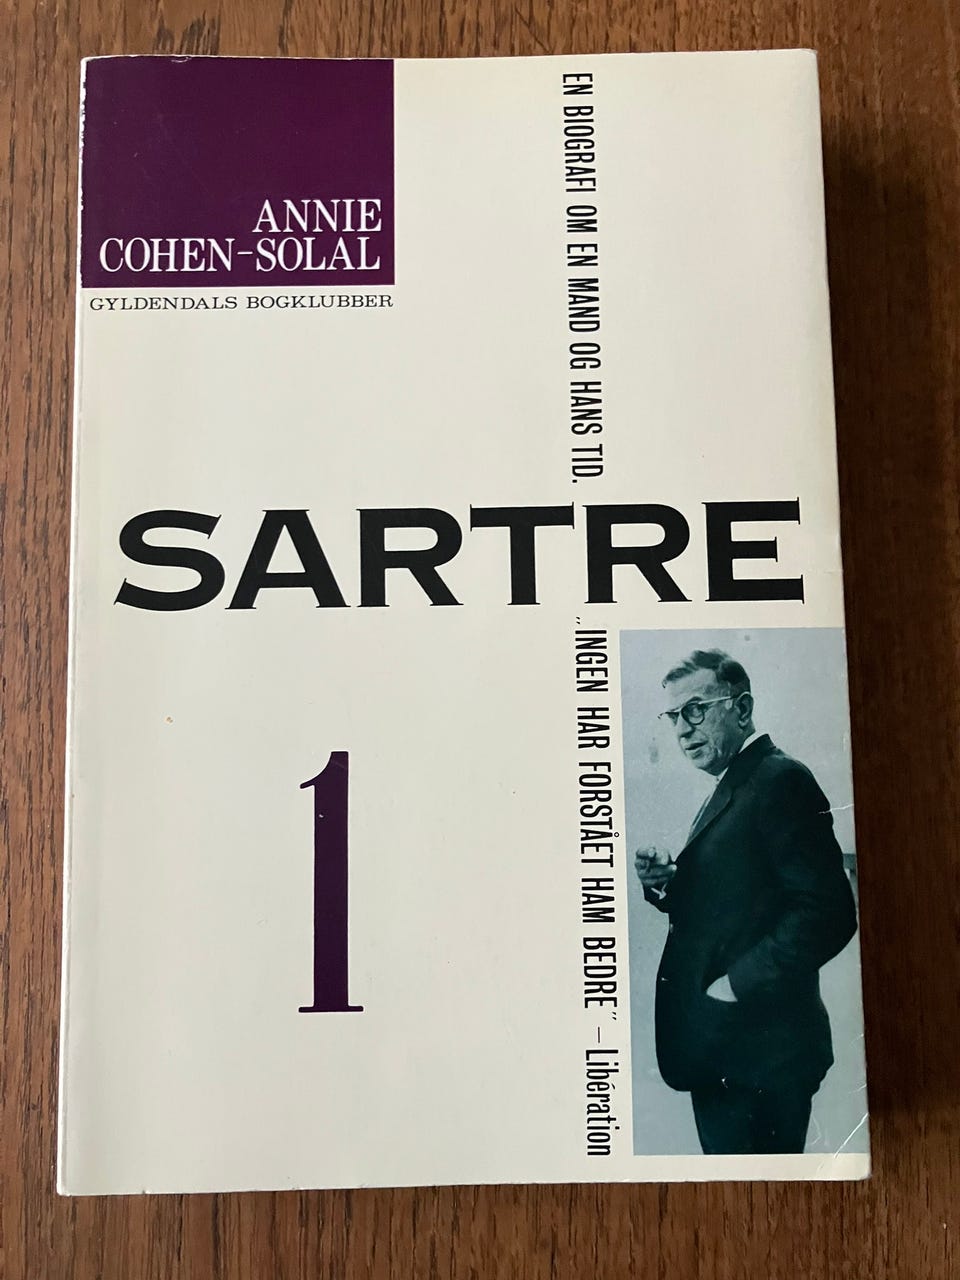 ANNIE
COHEN-SOLAL
GYLDENDALS BOGKLUBBER
EN BIOGRAFI OM EN MAND OG HANS TID.
SARTRE
1
„INGEN HAR FORSTÅET HAM BEDRE” – Libération